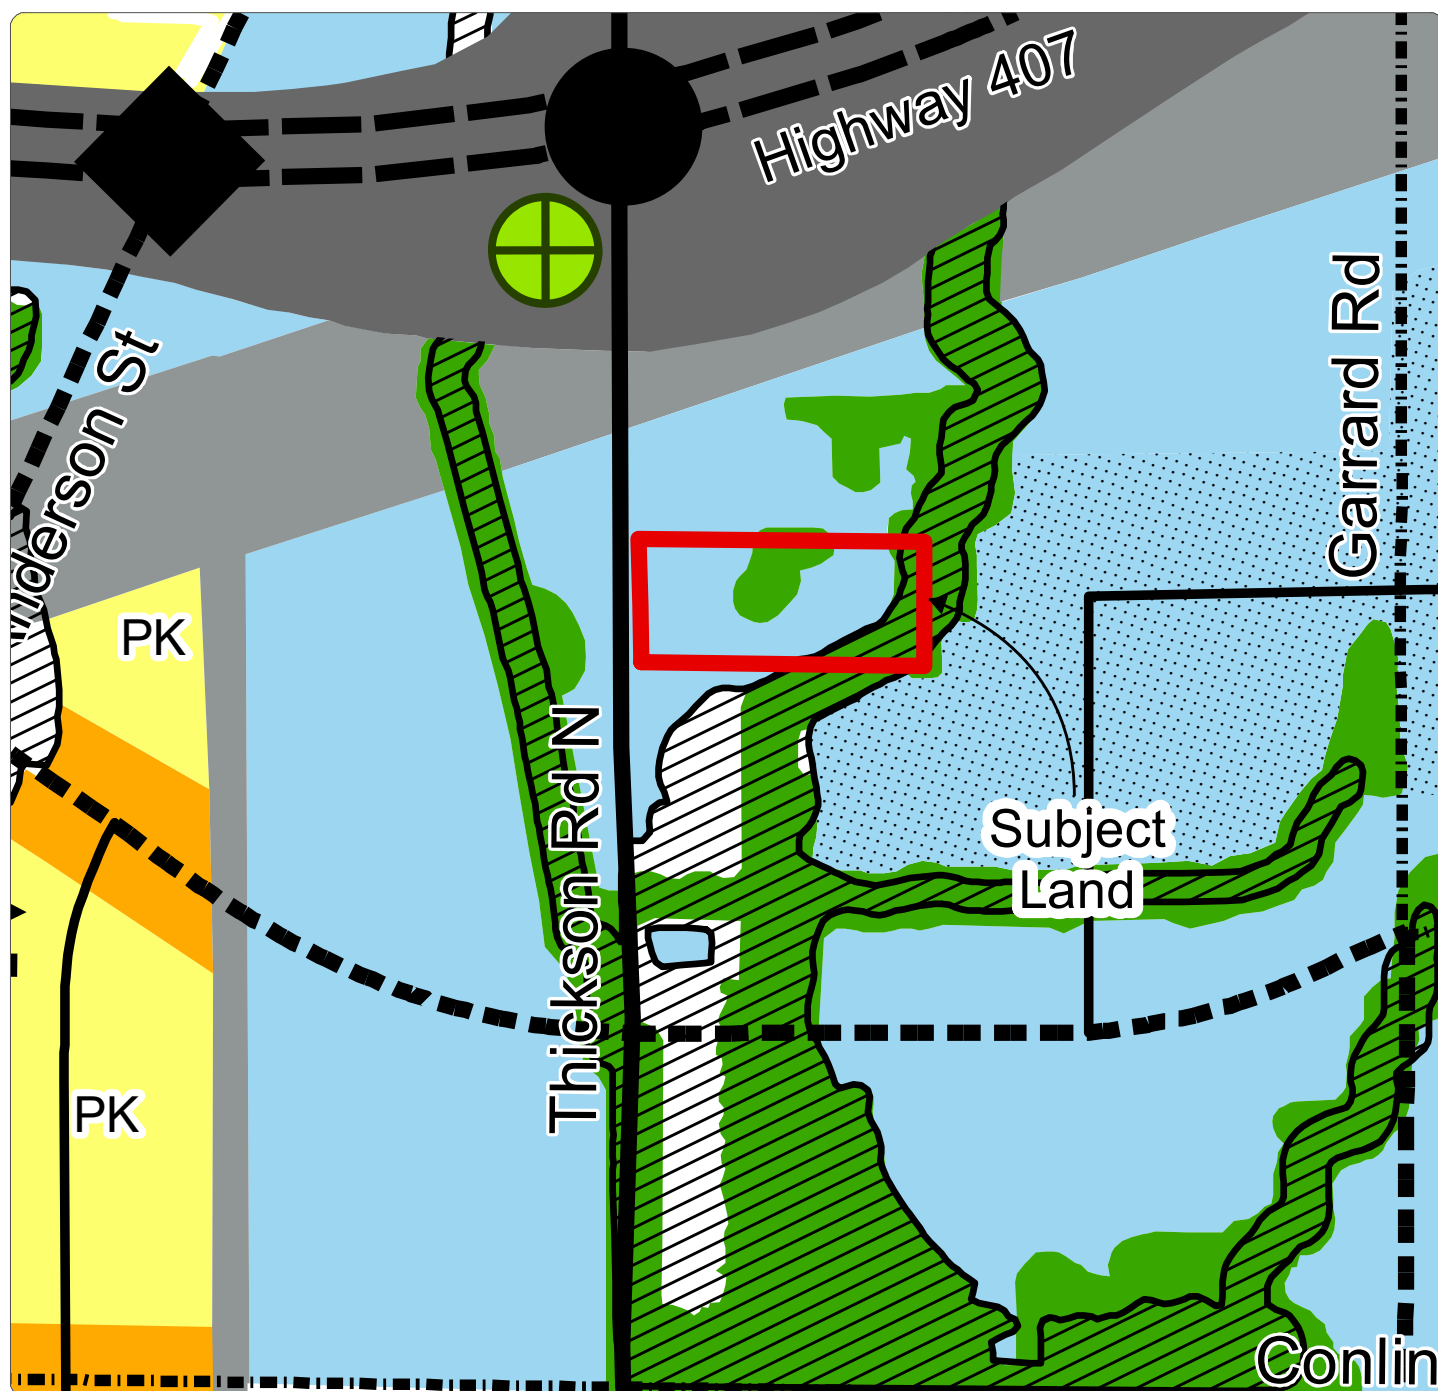 Highway 407
Garrard Rd
nderson St
PK
Thickson Rd N
Subject
Land
PK
Conlin